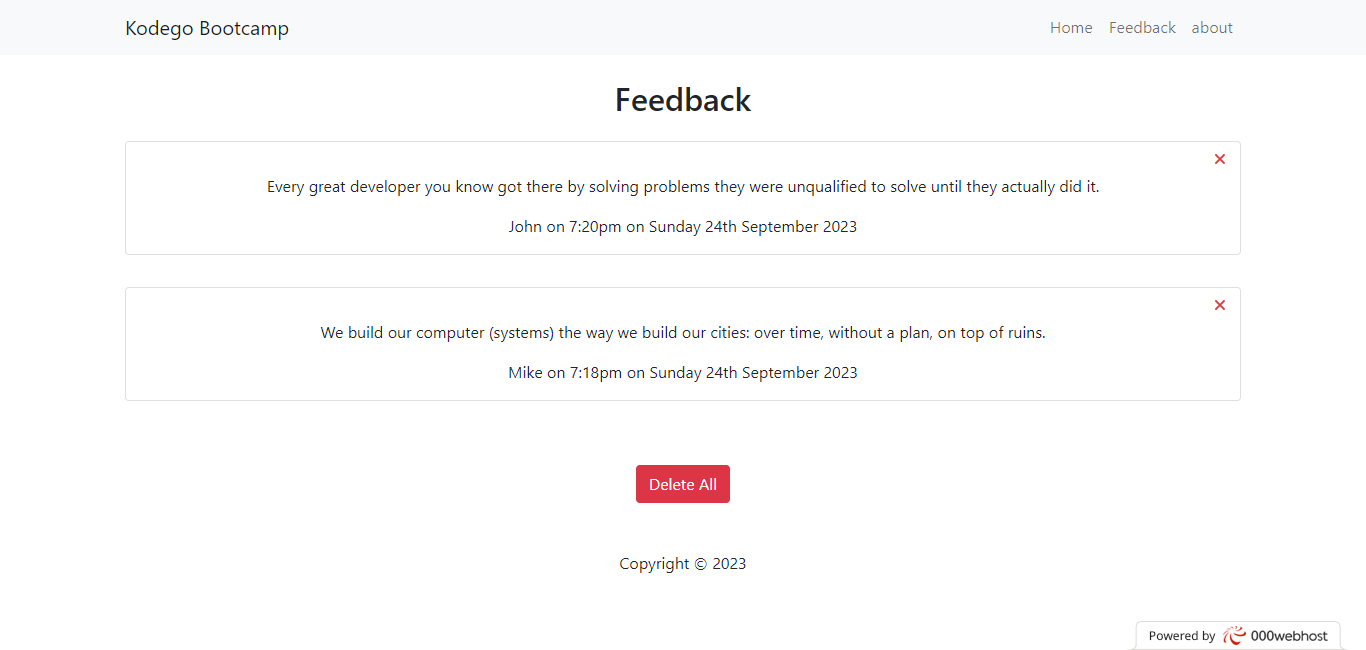 Kodego Bootcamp
Home Feedback about
Feedback
Every great developer you know got there by solving problems they were unqualified to solve until they actually did it.
John on 7:20pm on Sunday 24th September 2023
We build our computer (systems) the way we build our cities: over time, without a plan, on top of ruins.
Mike on 7:18pm on Sunday 24th September 2023
Delete All
Copyright © 2023
Powered by 000webhost